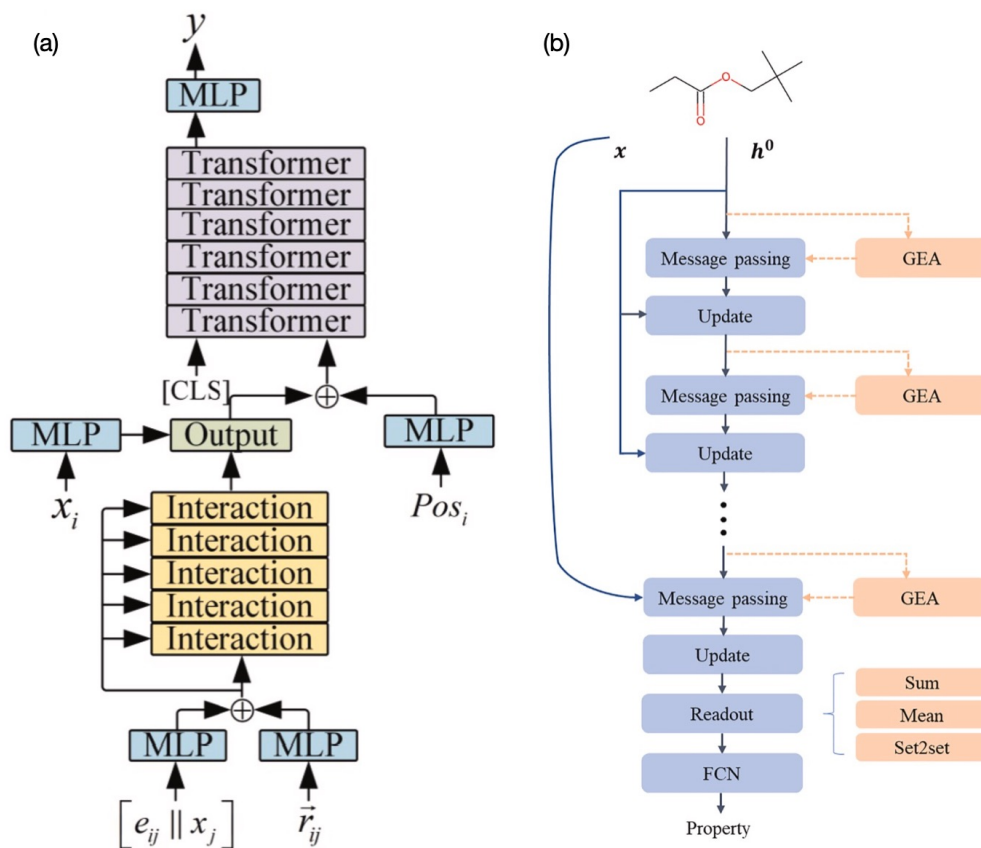 (a)
y
MLP
Transformer
Transformer
Transformer
Transformer
Transformer
Transformer
[CLS]
⊕
MLP
Output
MLP
x_i
Pos_i
Interaction
Interaction
Interaction
Interaction
Interaction
⊕
MLP
MLP
[e_ij || x_j]
r⃗_ij
(b)
O
O
x
h⁰
Message passing
GEA
Update
Message passing
GEA
Update
Message passing
GEA
Update
Readout
Sum
Mean
Set2set
FCN
Property